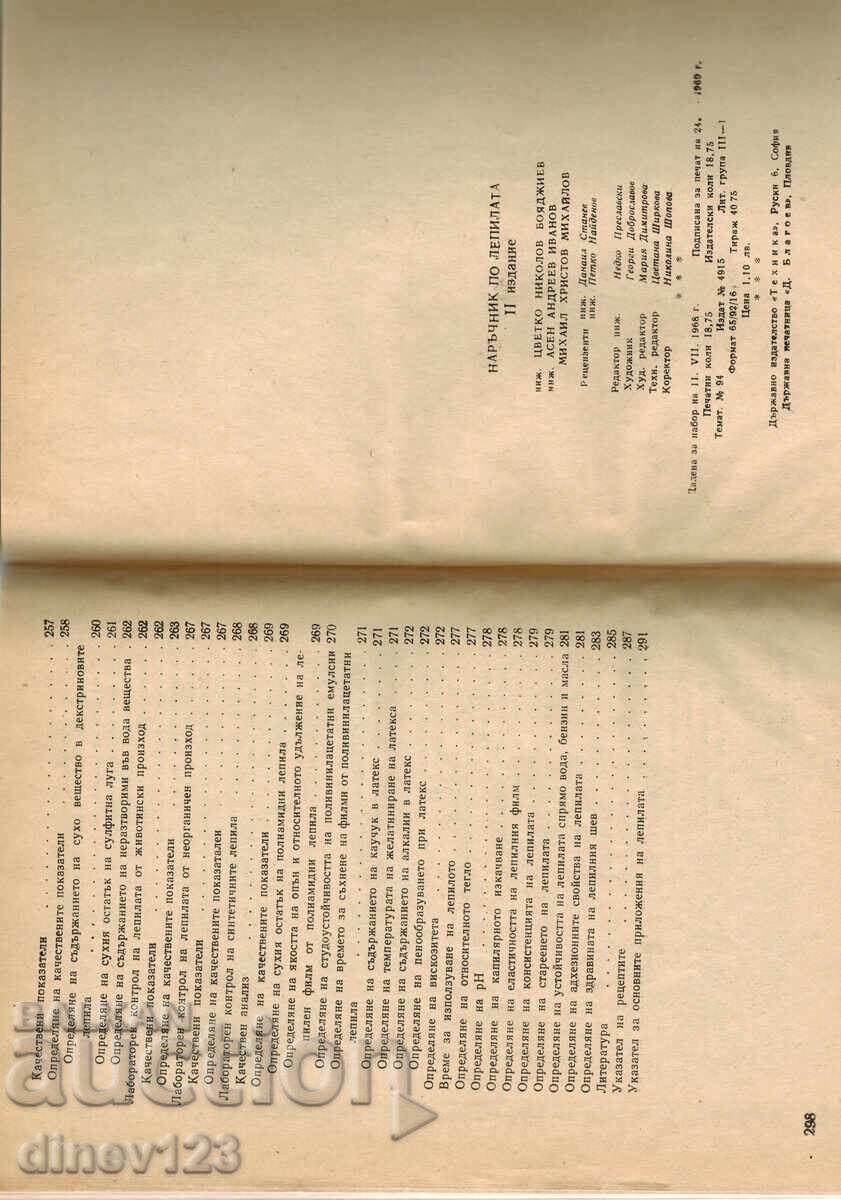 Качествени показатели . . . . . . . . . . . . . . . . 257
Определяне на качествените показатели . . . . . . . . 258
Определяне на съдържанието на сухо вещество в декстриновите
лепила . . . . . . . . . . . . . . . . . . . . 260
Определяне на сухия остатък на сулфитна луга . . . . . . 261
Определяне на съдържанието на неразтворими във вода вещества . 262
Лабораторен контрол на лепилата от животински произход . . . . 262
Качествени показатели . . . . . . . . . . . . . . 262
Определяне на качествените показатели . . . . . . . . 263
Лабораторен контрол на лепилата от неорганичен произход . . . . 267
Качествени показатели . . . . . . . . . . . . . . 267
Определяне на качествените показаталеи . . . . . . . . 267
Лабораторен контрол на синтетичните лепила . . . . . . . . 268
Качествен анализ . . . . . . . . . . . . . . . . 268
Определяне на качествените показатели . . . . . . . . 269
Определяне на сухия остатък на полиамидни лепила . . . . . 269
Определяне на якостта на опън и относителното удължение на ле-
пилен филм от полиамидни лепила . . . . . . . . . 269
Определяне на студоустойчивостта на поливинилацетатни емулсии 270
Определяне на времето за съхнене на филми от поливинилацетатни
лепила . . . . . . . . . . . . . . . . . . . . 271
Определяне на съдържанието на каучук в латекс . . . . . . 271
Определяне на температурата на желатиниране на латекса . . . 271
Определяне на съдържанието на алкалии в латекс . . . . . . 272
Определяне на пенообразуването при латекс . . . . . . . . 272
Определяне на вискозитета . . . . . . . . . . . . . . 272
Време за използуване на лепилото . . . . . . . . . . . 277
Определяне на относителното тегло . . . . . . . . . . . 277
Определяне на pH . . . . . . . . . . . . . . . . . 278
Определяне на капилярното изкачване . . . . . . . . . . 278
Определяне на еластичността на лепилния филм . . . . . . 278
Определяне на консистенцията на лепилата . . . . . . . . 279
Определяне на стареенето на лепилата . . . . . . . . . 279
Определяне на устойчивостта на лепилата спрямо вода, бензин и масла 281
Определяне на адхезионните свойства на лепилата . . . . . . 281
Определяне на здравината на лепилния шев . . . . . . . . 283
Литература . . . . . . . . . . . . . . . . . . . . 285
Указател на рецептите . . . . . . . . . . . . . . . . 287
Указател за основните приложения на лепилата . . . . . . . . 291
298
НАРЪЧНИК ПО ЛЕПИЛАТА
II издание
инж. ЦВЕТКО НИКОЛОВ БОЯДЖИЕВ
инж. АСЕН АНДРЕЕВ ИВАНОВ
МИХАИЛ ХРИСТОВ МИХАЙЛОВ
Рецензенти инж. Данаил Станев
инж. Петко Найденов
Редактор инж. Недко Преславски
Художник Георги Доброславов
Худ. редактор Мария Димитрова
Техн. редактор Цветана Ширкова
Коректор Николина Шопова
* * *
Дадена за набор на 11. VII. 1968 г. Подписана за печат на 24. 1969 г.
Печатни коли 18,75 Издателски коли 18,75
Темат. № 94 Издат № 4915 Лит. група III—1
Формат 65/92/16 Тираж 4075
Цена 1,10 лв.
* * *
Държавно издателство «Техника», Руски 6, София
Държавна печатница «Д. Благоев», Пловдив
auction
dinev123